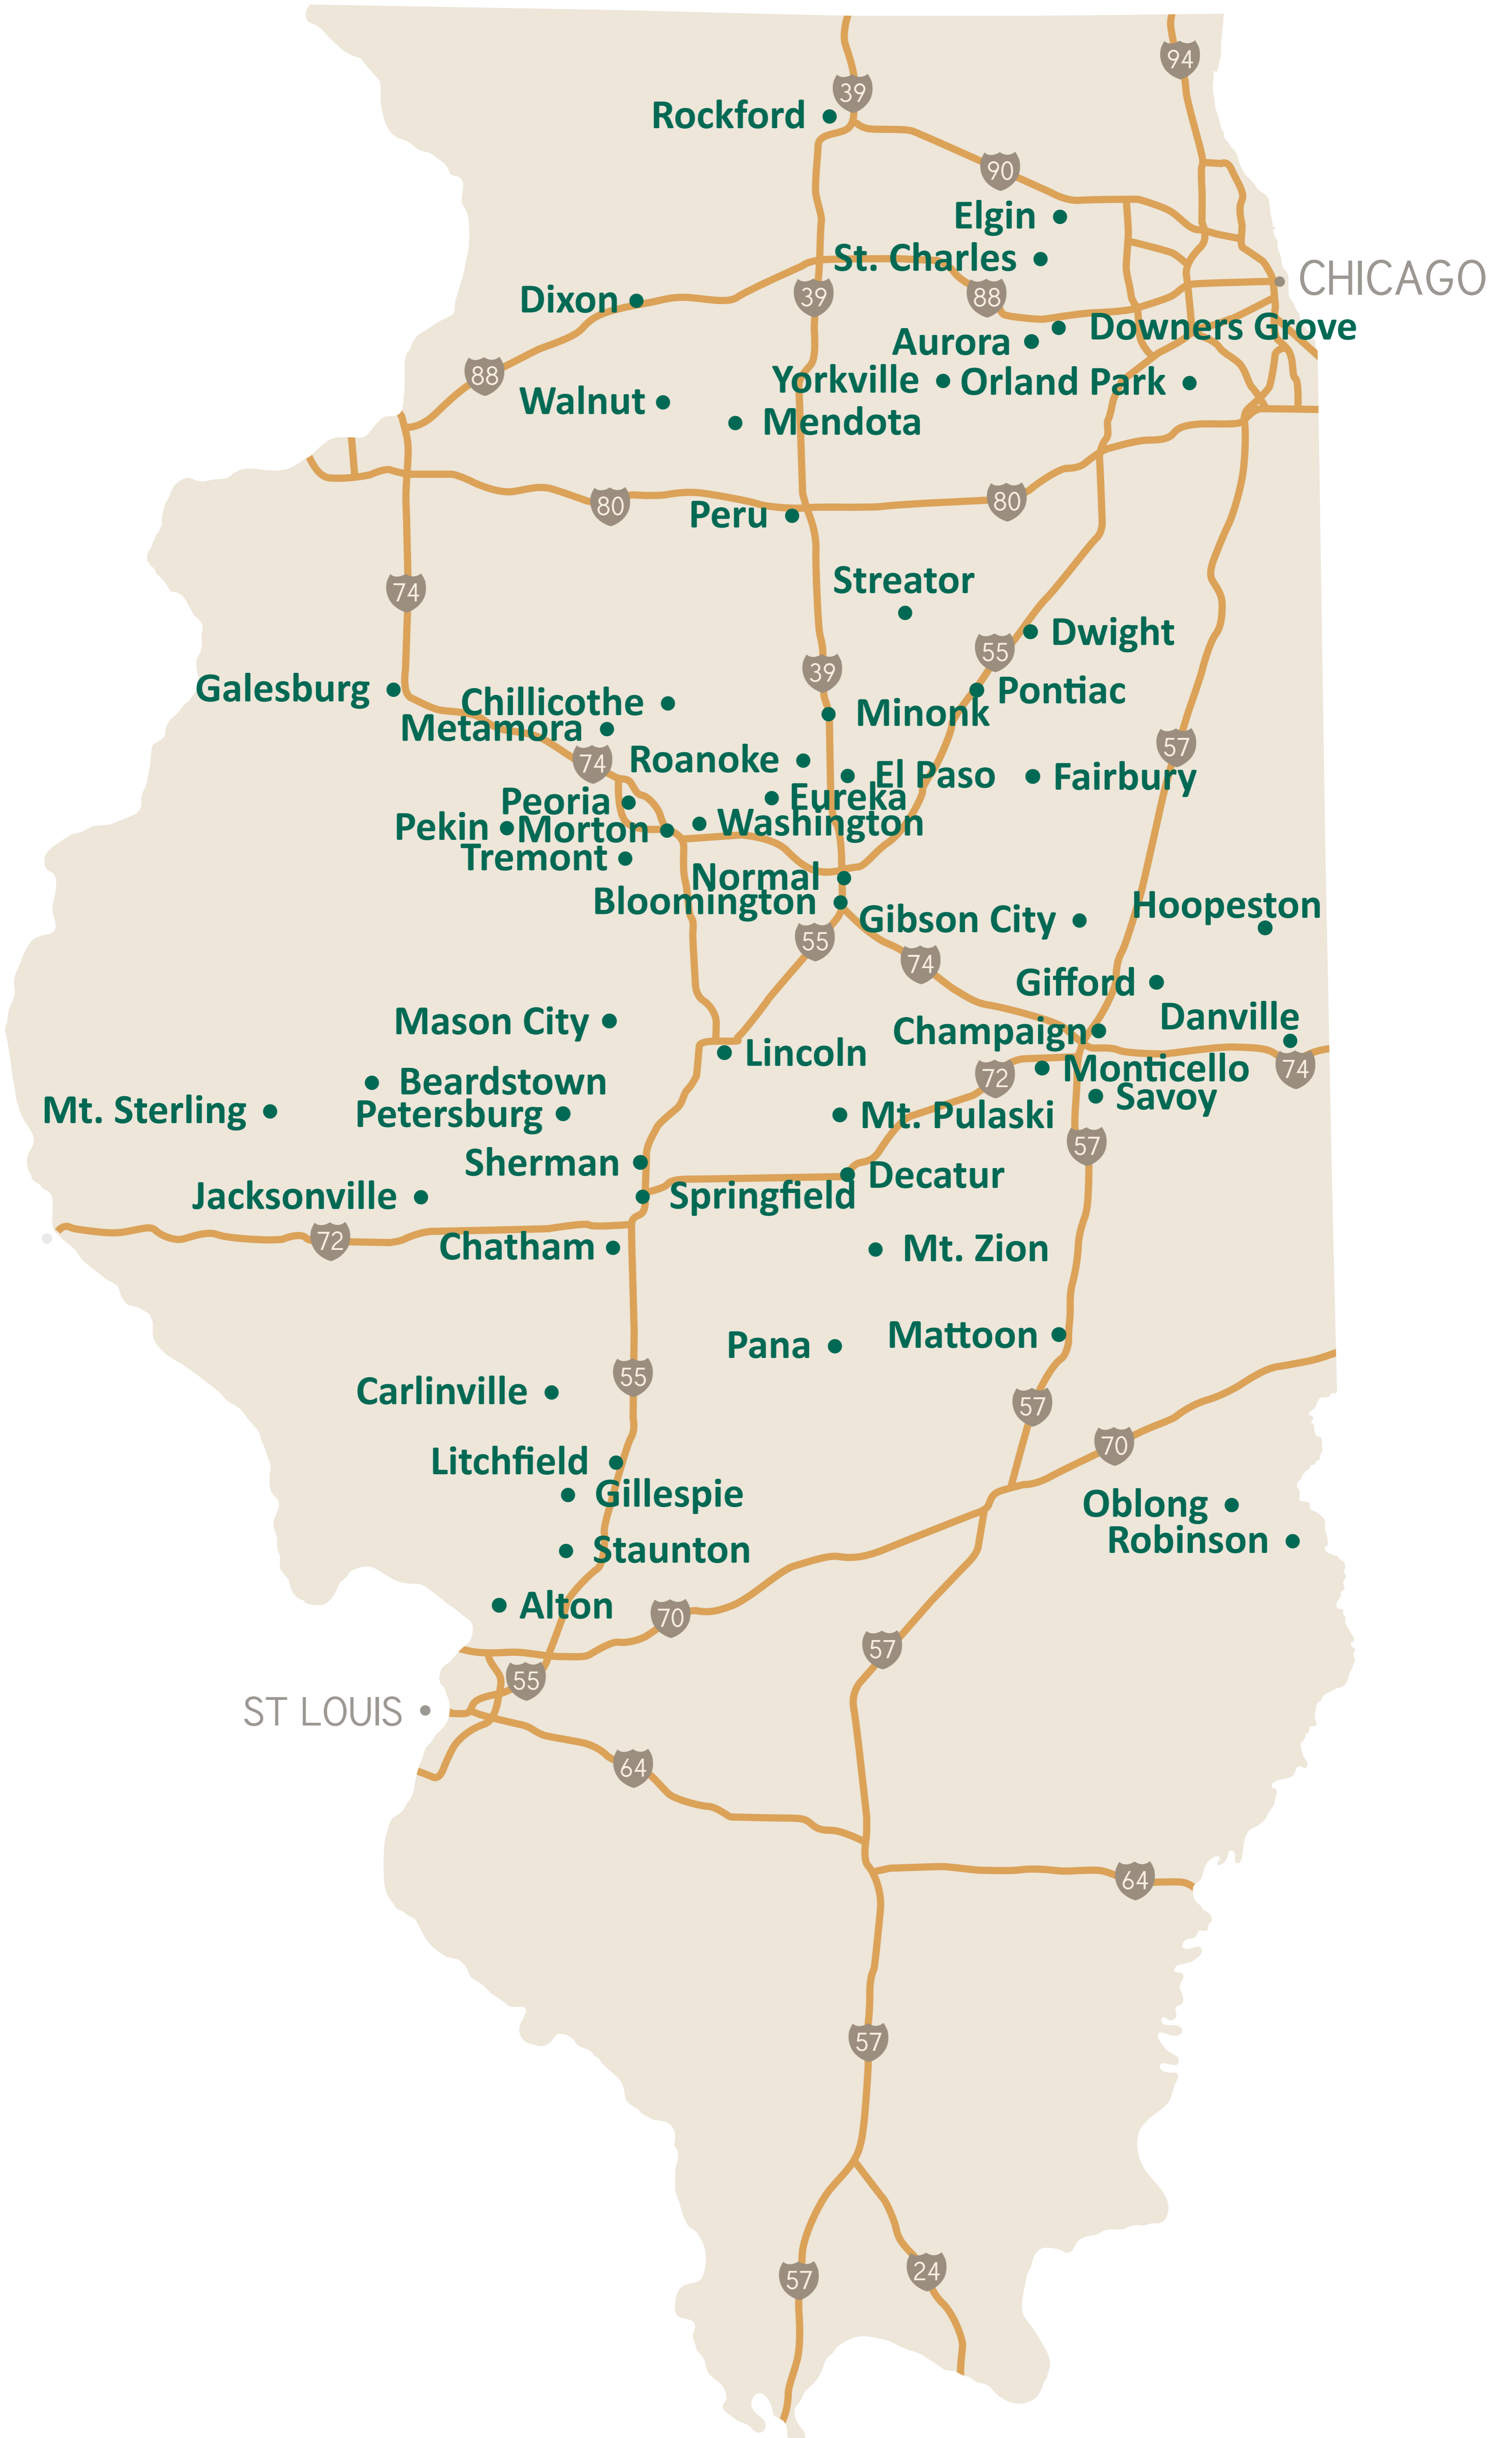 94
39
Rockford
90
Elgin
St. Charles
CHICAGO
Dixon
39
88
Downers Grove
Aurora
88
Yorkville
Orland Park
Walnut
Mendota
80
80
Peru
Streator
74
Dwight
55
39
Galesburg
Pontiac
Chillicothe
Minonk
Metamora
57
74
Roanoke
El Paso
Fairbury
Eureka
Peoria
Washington
Pekin
Morton
Tremont
Normal
Bloomington
Hoopeston
Gibson City
55
74
Gifford
Mason City
Danville
Champaign
Lincoln
Monticello
74
72
Beardstown
Savoy
Mt. Sterling
Petersburg
Mt. Pulaski
57
Sherman
Decatur
Jacksonville
Springfield
72
Chatham
Mt. Zion
Mattoon
Pana
55
Carlinville
57
70
Litchfield
Gillespie
Oblong
Robinson
Staunton
Alton
70
57
55
ST LOUIS
64
64
57
24
57